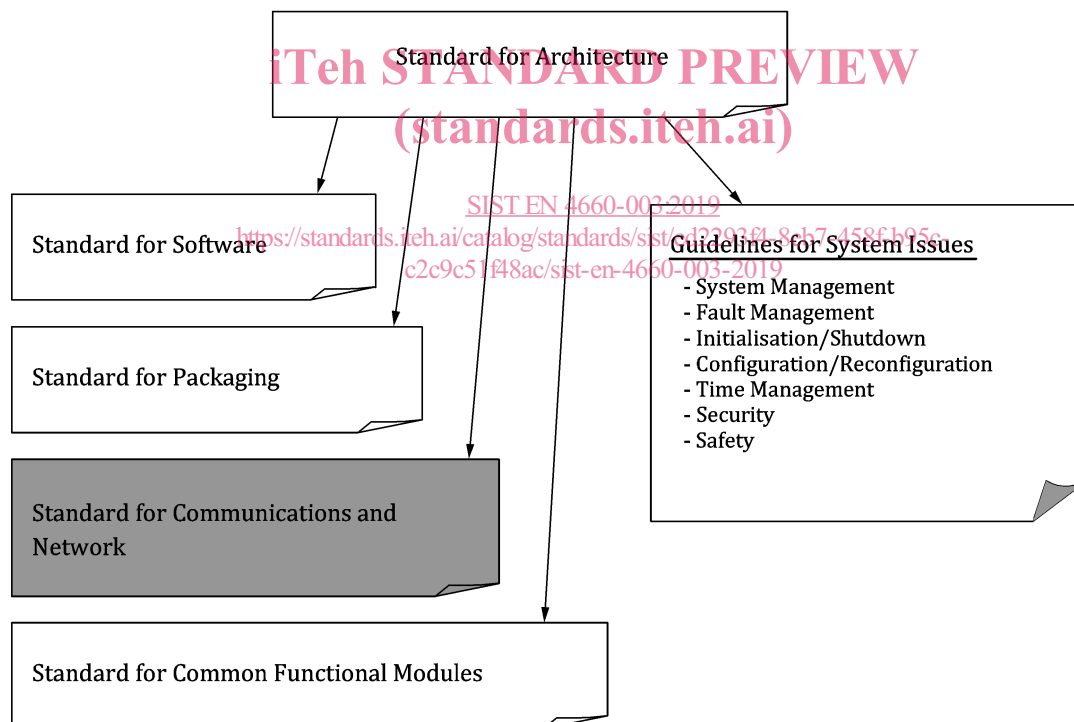 Standard for Architecture
iTeh STANDARD PREVIEW
(standards.iteh.ai)
SIST EN 4660-003:2019
https://standards.iteh.ai/catalog/standards/sist/
c2c9c51f48ac/sist-en-4660-003-2019
Standard for Software
Standard for Packaging
Standard for Communications and
Network
Standard for Common Functional Modules
Guidelines for System Issues
- System Management
- Fault Management
- Initialisation/Shutdown
- Configuration/Reconfiguration
- Time Management
- Security
- Safety